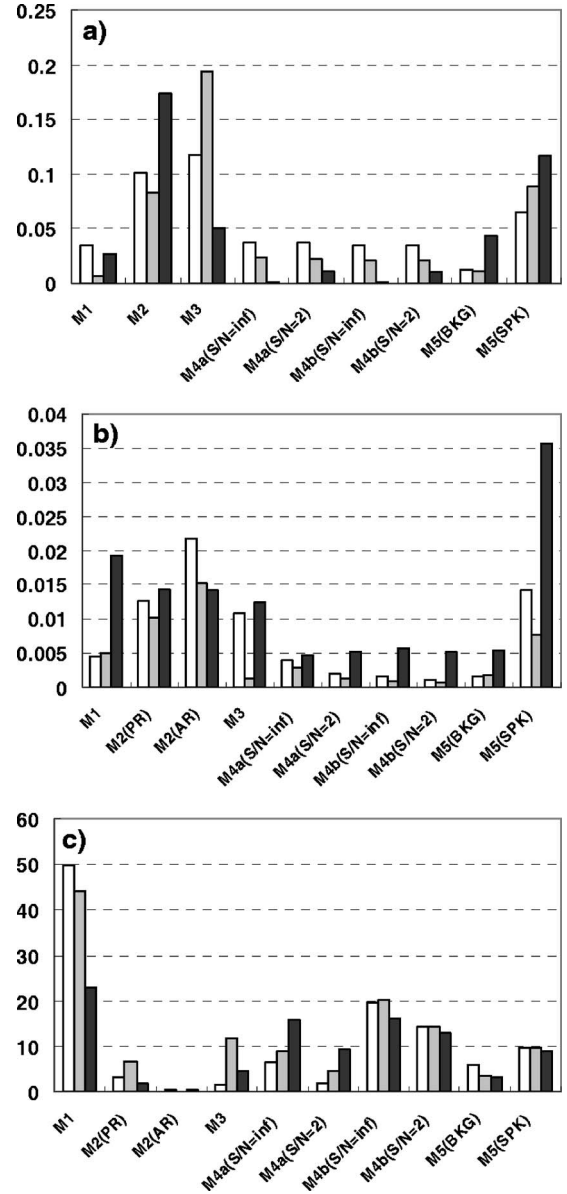 a)
0.25
0.2
0.15
0.1
0.05
0
M1
M2
M3
M4a(S/N=inf)
M4a(S/N=2)
M4b(S/N=inf)
M4b(S/N=2)
M5(BKG)
M5(SPK)
b)
0.04
0.035
0.03
0.025
0.02
0.015
0.01
0.005
0
M1
M2(PR)
M2(AR)
M3
M4a(S/N=inf)
M4a(S/N=2)
M4b(S/N=inf)
M4b(S/N=2)
M5(BKG)
M5(SPK)
c)
60
50
40
30
20
10
0
M1
M2(PR)
M2(AR)
M3
M4a(S/N=inf)
M4a(S/N=2)
M4b(S/N=inf)
M4b(S/N=2)
M5(BKG)
M5(SPK)